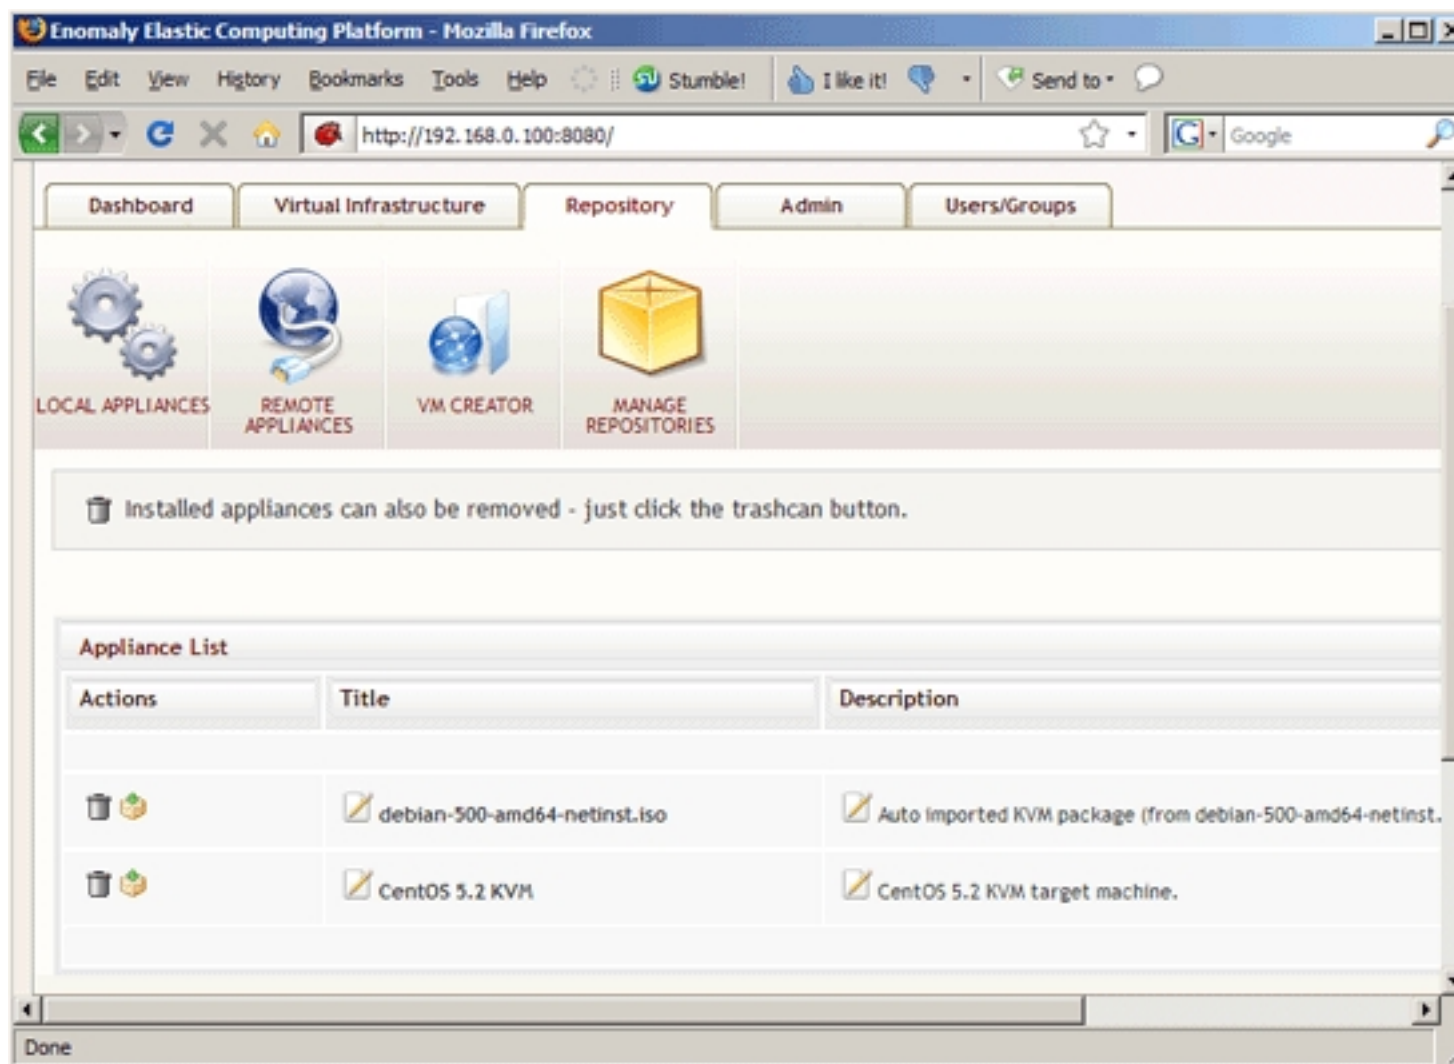 Enomaly Elastic Computing Platform - Mozilla Firefox
File Edit View History Bookmarks Tools Help Stumble! I like it! Send to
http://192.168.0.100:8080/ Google
Dashboard Virtual Infrastructure Repository Admin Users/Groups
LOCAL APPLIANCES REMOTE APPLIANCES VM CREATOR MANAGE REPOSITORIES
Installed appliances can also be removed - just click the trashcan button.
Appliance List
Actions Title Description
debian-500-amd64-netinst.iso Auto imported KVM package (from debian-500-amd64-netinst.
CentOS 5.2 KVM CentOS 5.2 KVM target machine.
Done